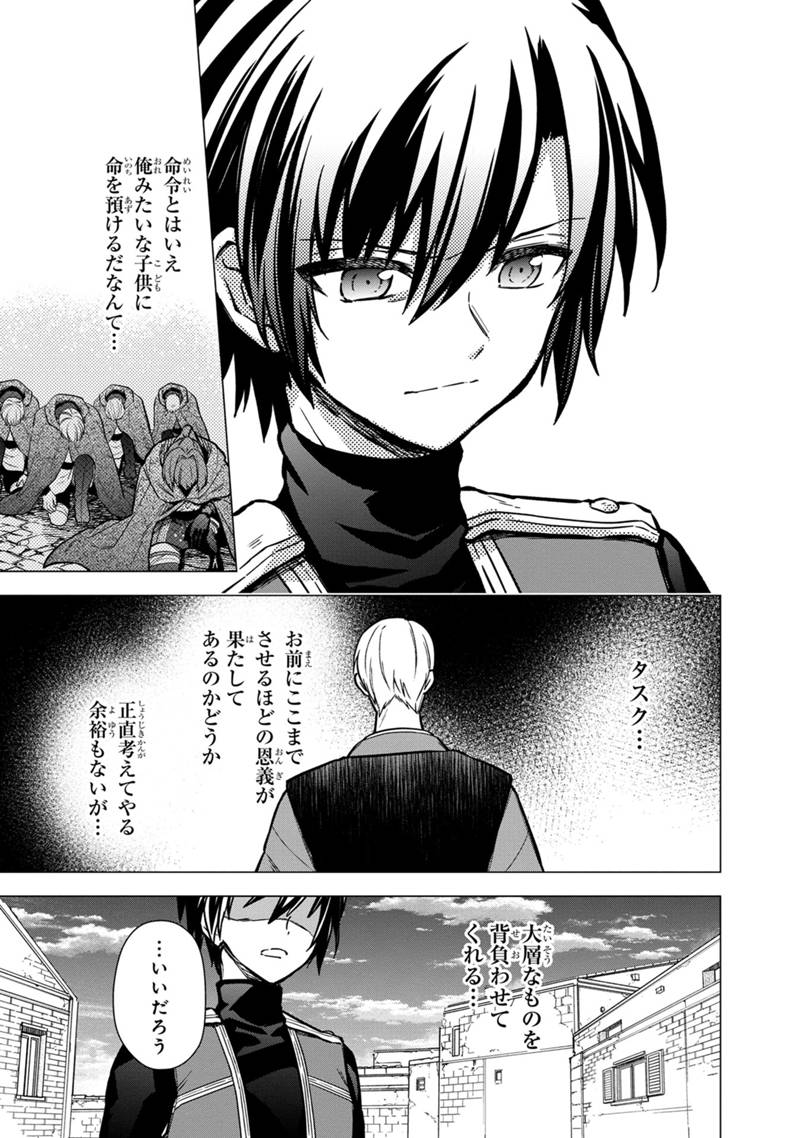 命令とはいえ
俺みたいな子供に
命を預けるだなんて…
タスク…
お前にここまで
させるほどの恩義が
果たして
あるのかどうか
正直考えてやる
余裕もないが…
大層なものを
背負わせて
くれる…
…いいだろう